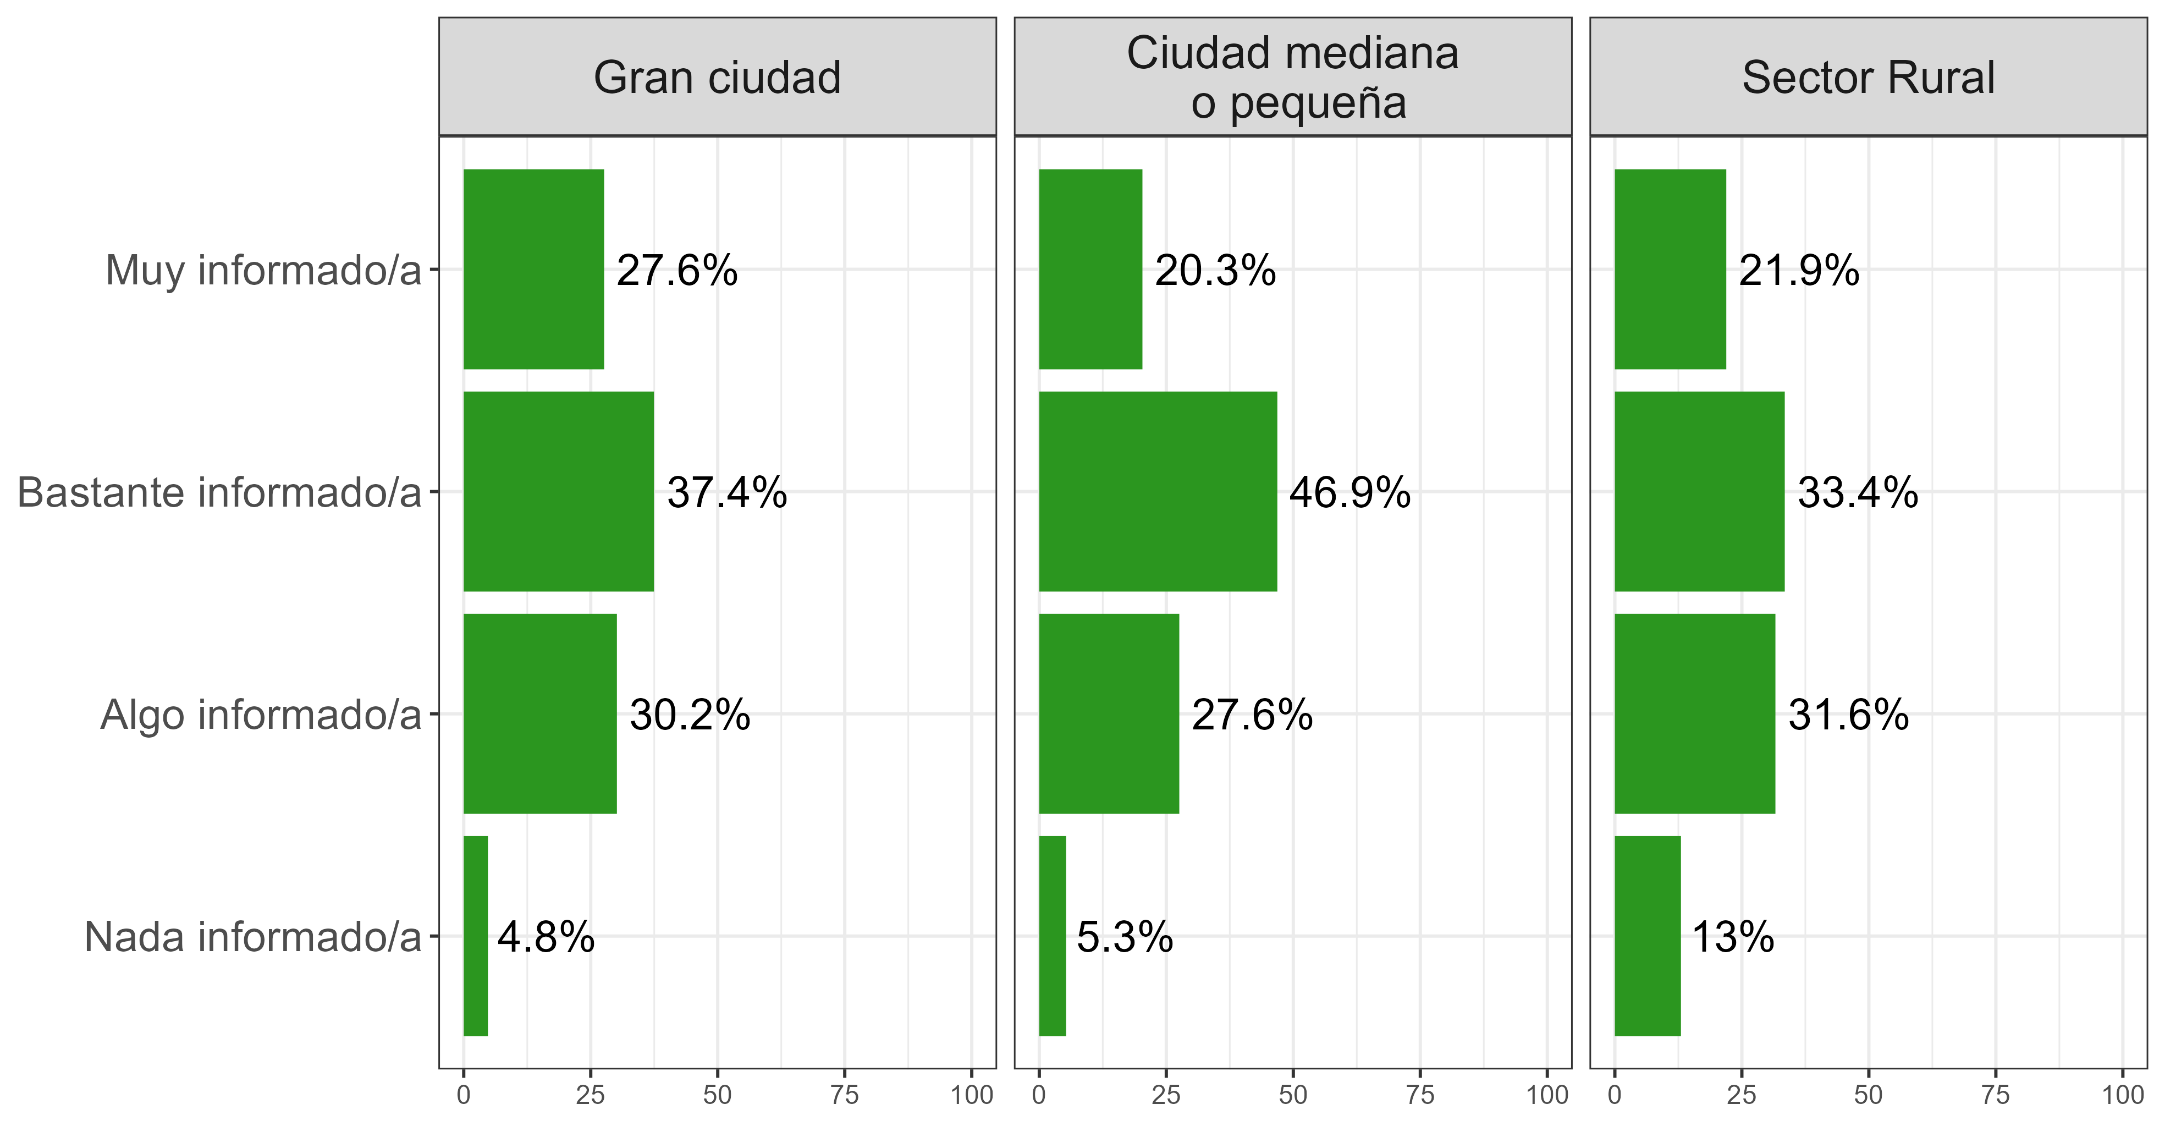 Gran ciudad
Ciudad mediana
o pequeña
Sector Rural
Muy informado/a
27.6%
20.3%
21.9%
Bastante informado/a
37.4%
46.9%
33.4%
Algo informado/a
30.2%
27.6%
31.6%
Nada informado/a
4.8%
5.3%
13%
0 25 50 75 100
0 25 50 75 100
0 25 50 75 100